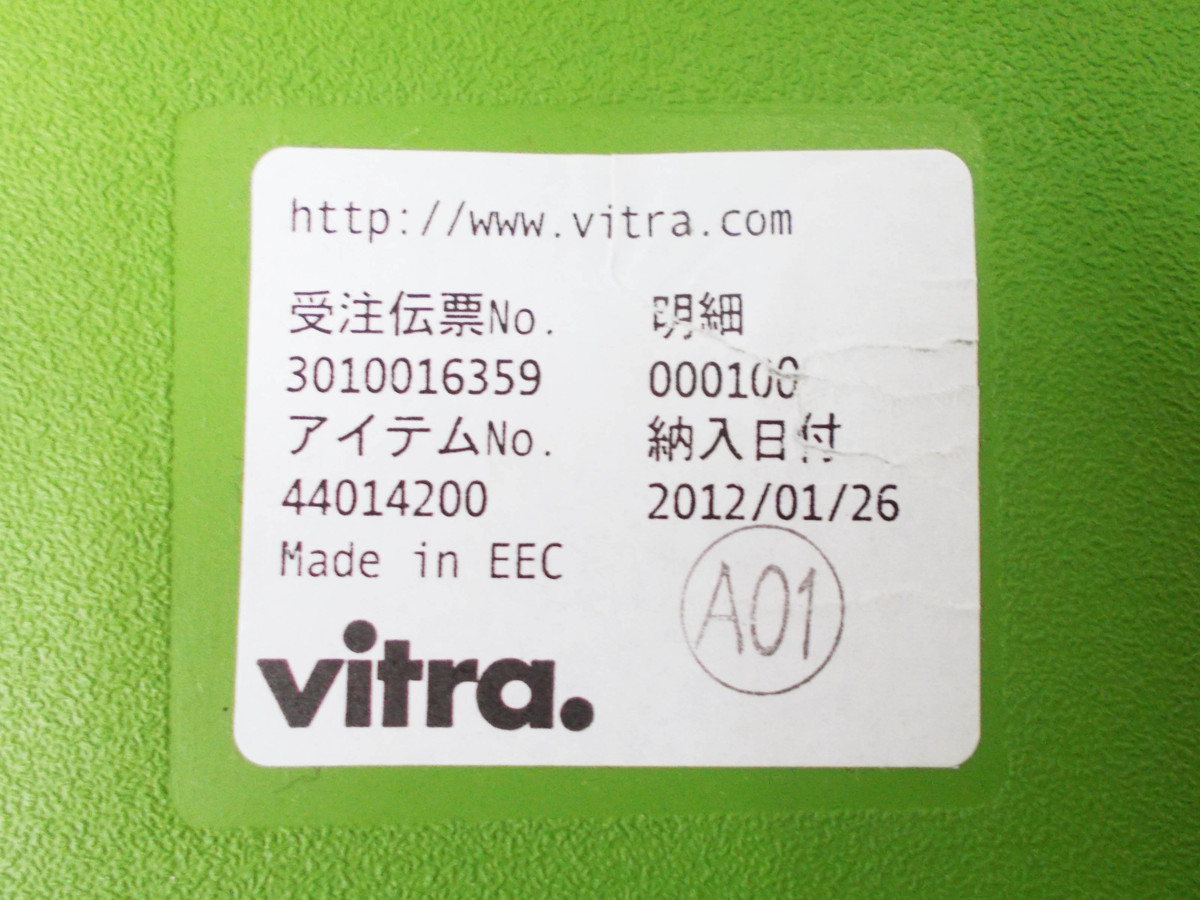 http://www.vitra.com
受注伝票No. 明細
3010016359 000100
アイテムNo. 納入日付
44014200 2012/01/26
Made in EEC
A01
vitra.